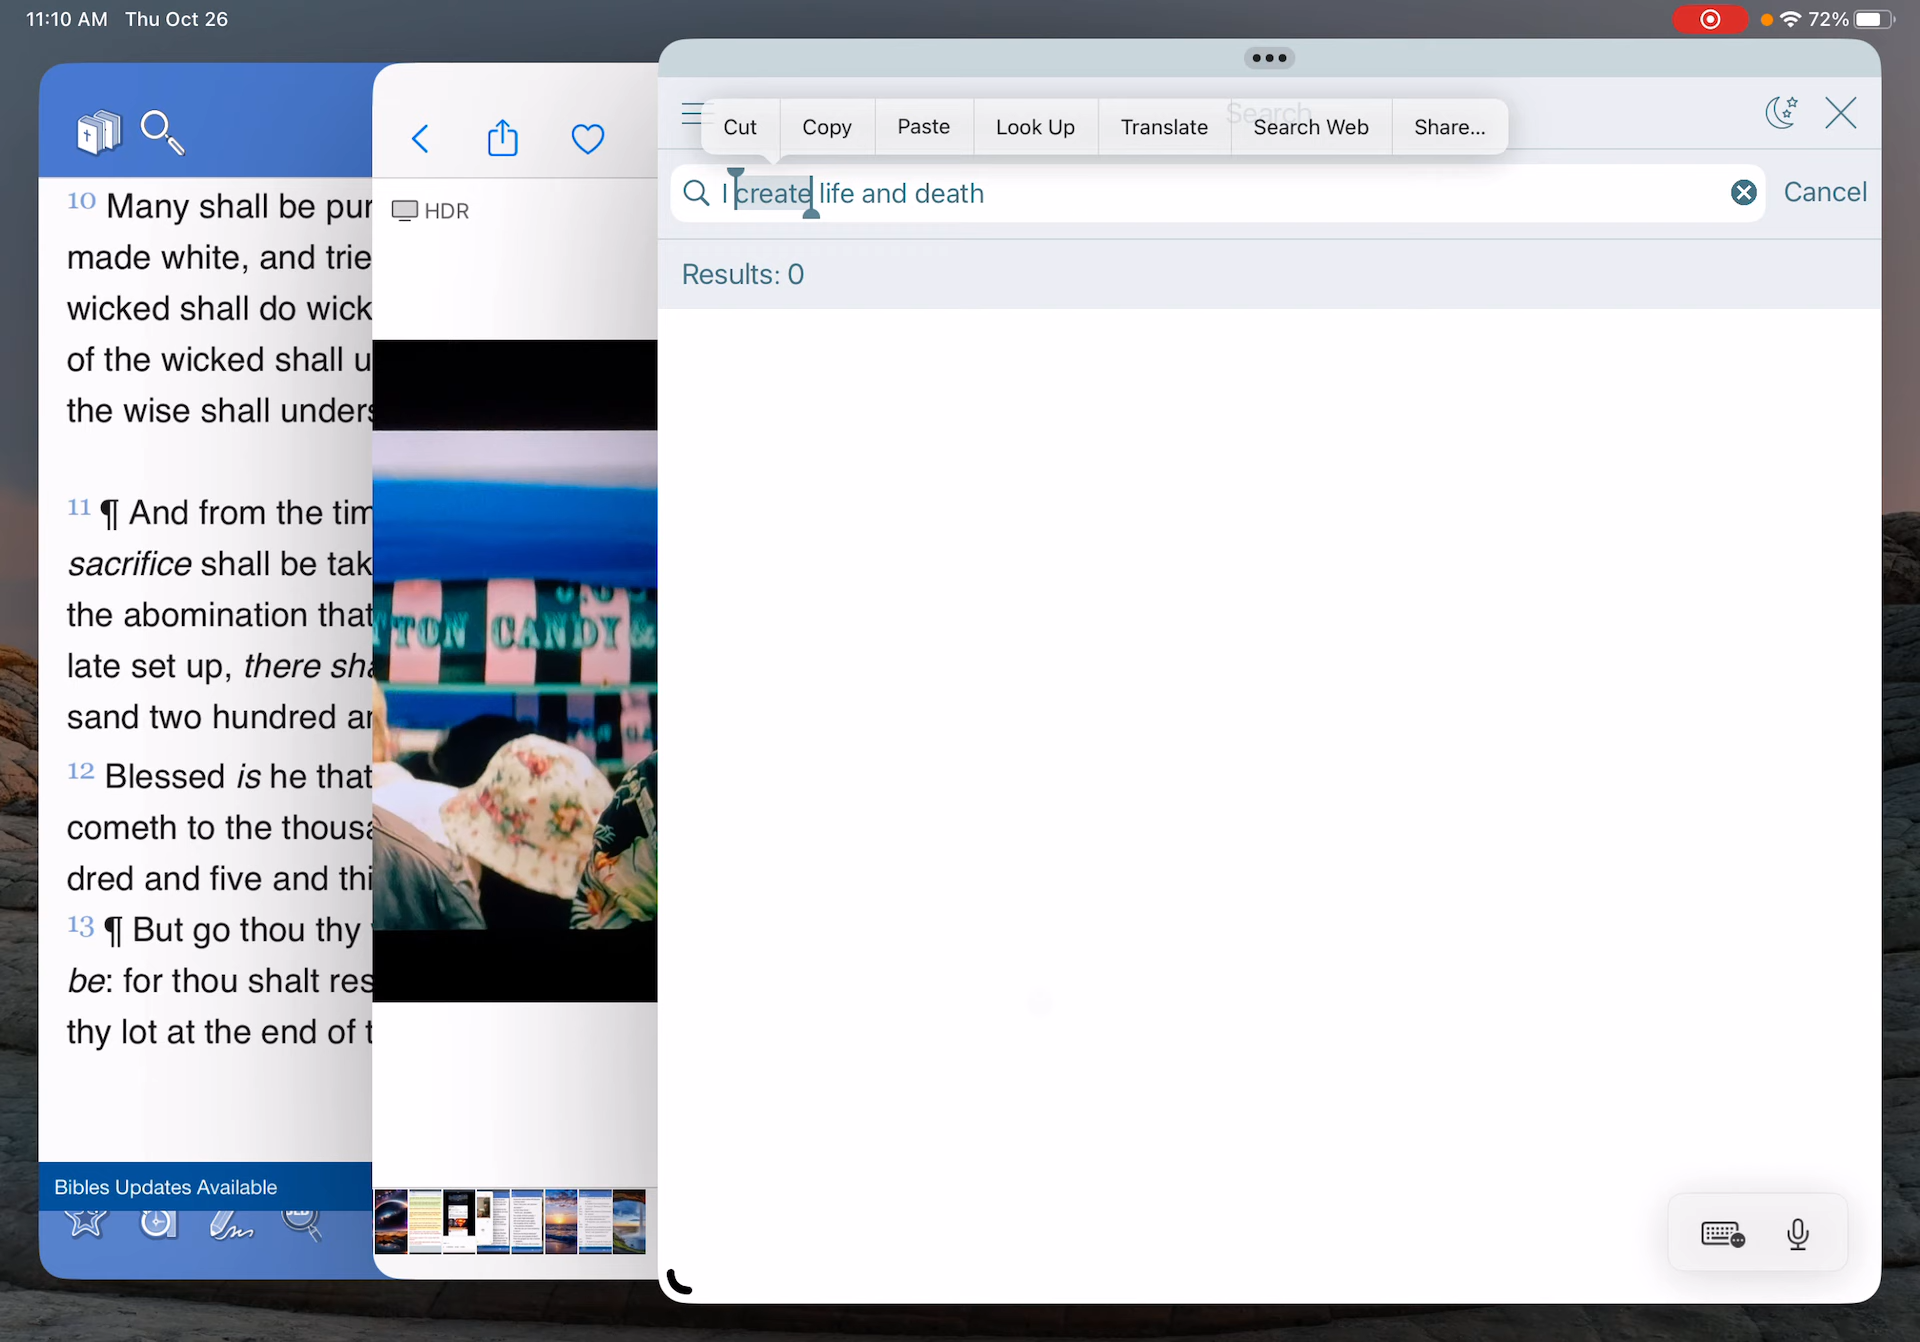 11:10 AM Thu Oct 26
72%
10 Many shall be pur
made white, and trie
wicked shall do wick
of the wicked shall u
the wise shall unders
11 ¶ And from the tim
sacrifice shall be tak
the abomination that
late set up, there sha
sand two hundred an
12 Blessed is he that
cometh to the thousa
dred and five and thi
13 ¶ But go thou thy
be: for thou shalt res
thy lot at the end of t
Bibles Updates Available
HDR
TTON CANDY &
Search
Cut Copy Paste Look Up Translate Search Web Share...
I create life and death
Cancel
Results: 0